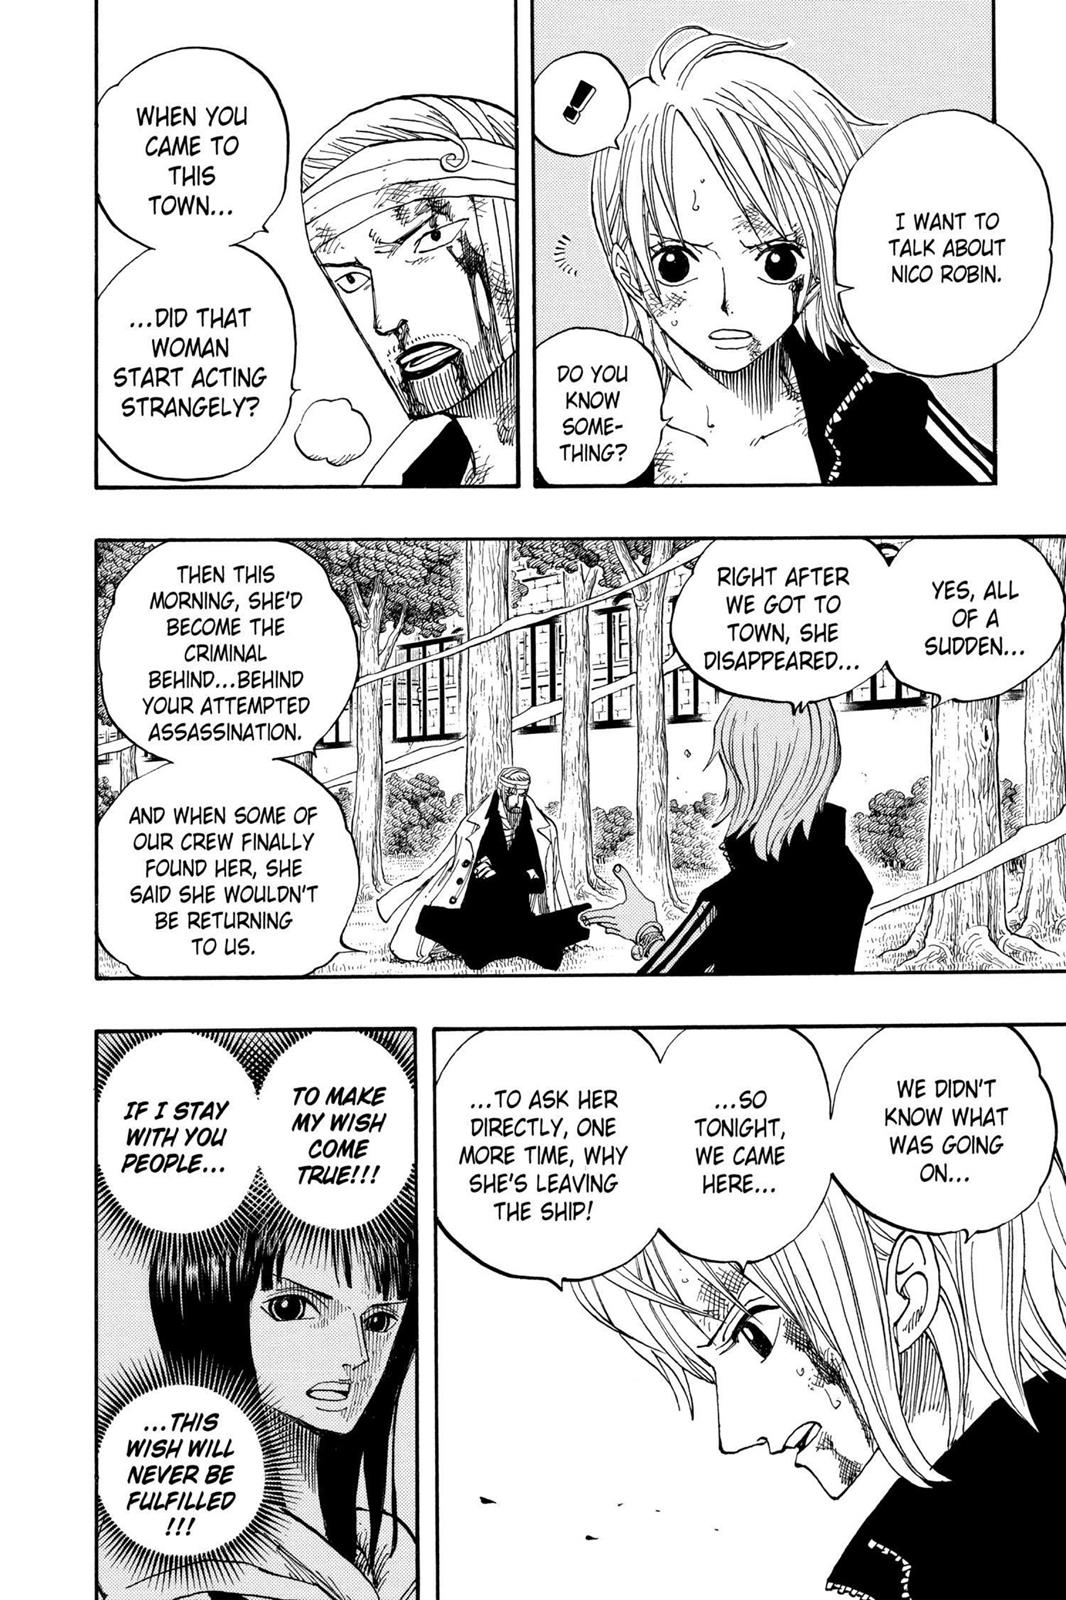 !
I WANT TO
TALK ABOUT
NICO ROBIN.
DO YOU
KNOW
SOME-
THING?
WHEN YOU
CAME TO
THIS
TOWN...
...DID THAT
WOMAN
START ACTING
STRANGELY?
YES, ALL
OF A
SUDDEN...
RIGHT AFTER
WE GOT TO
TOWN, SHE
DISAPPEARED...
THEN THIS
MORNING, SHE'D
BECOME THE
CRIMINAL
BEHIND...BEHIND
YOUR ATTEMPTED
ASSASSINATION.
AND WHEN SOME OF
OUR CREW FINALLY
FOUND HER, SHE
SAID SHE WOULDN'T
BE RETURNING
TO US.
WE DIDN'T
KNOW WHAT
WAS GOING
ON...
...SO
TONIGHT,
WE CAME
HERE...
...TO ASK HER
DIRECTLY, ONE
MORE TIME, WHY
SHE'S LEAVING
THE SHIP!
TO MAKE
MY WISH
COME
TRUE!!!
IF I STAY
WITH YOU
PEOPLE...
...THIS
WISH WILL
NEVER BE
FULFILLED
!!!